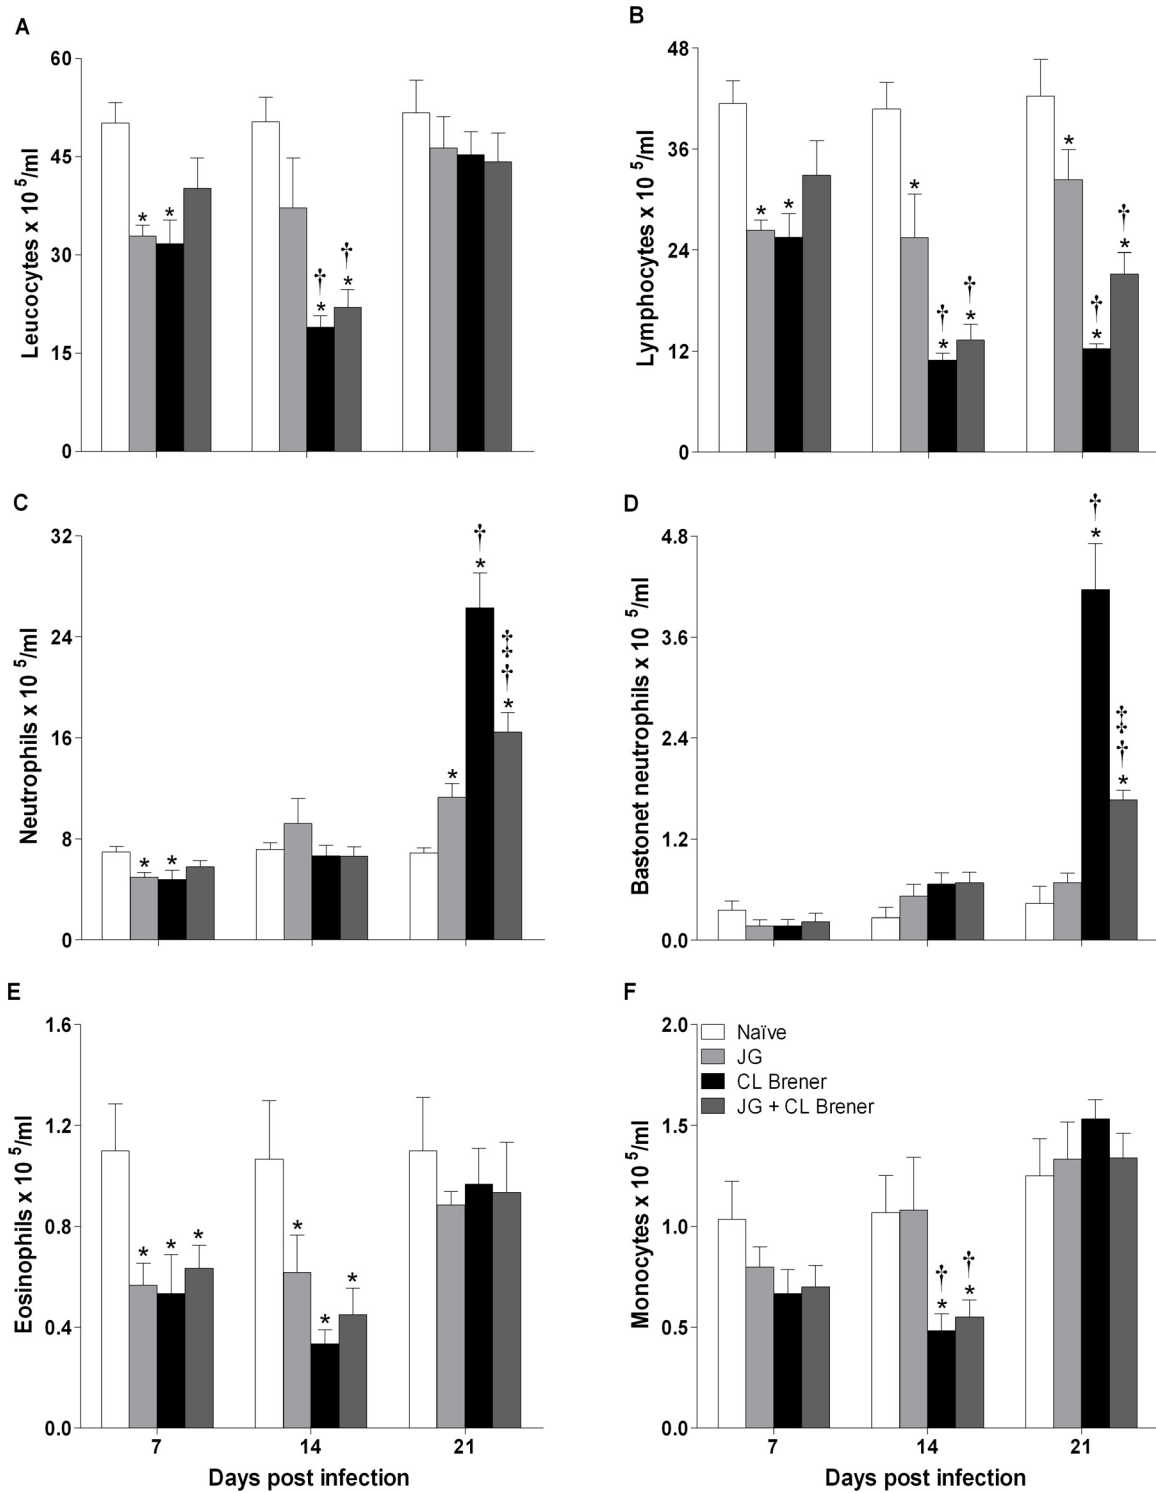 A
Leucocytes x 10 5/ml
60
45
30
15
0
* * † * † *
B
Lymphocytes x 10 5/ml
48
36
24
12
0
* * * † * † * * † * † *
C
Neutrophils x 10 5/ml
32
24
16
8
0
* * * † * ‡ † *
D
Bastonet neutrophils x 10 5/ml
4.8
3.6
2.4
1.2
0.0
† * ‡ † *
E
Eosinophils x 10 5/ml
1.6
1.2
0.8
0.4
0.0
* * * * * *
7 14 21
Days post infection
F
Monocytes x 10 5/ml
2.0
1.5
1.0
0.5
0.0
Naïve
JG
CL Brener
JG + CL Brener
† * † *
7 14 21
Days post infection